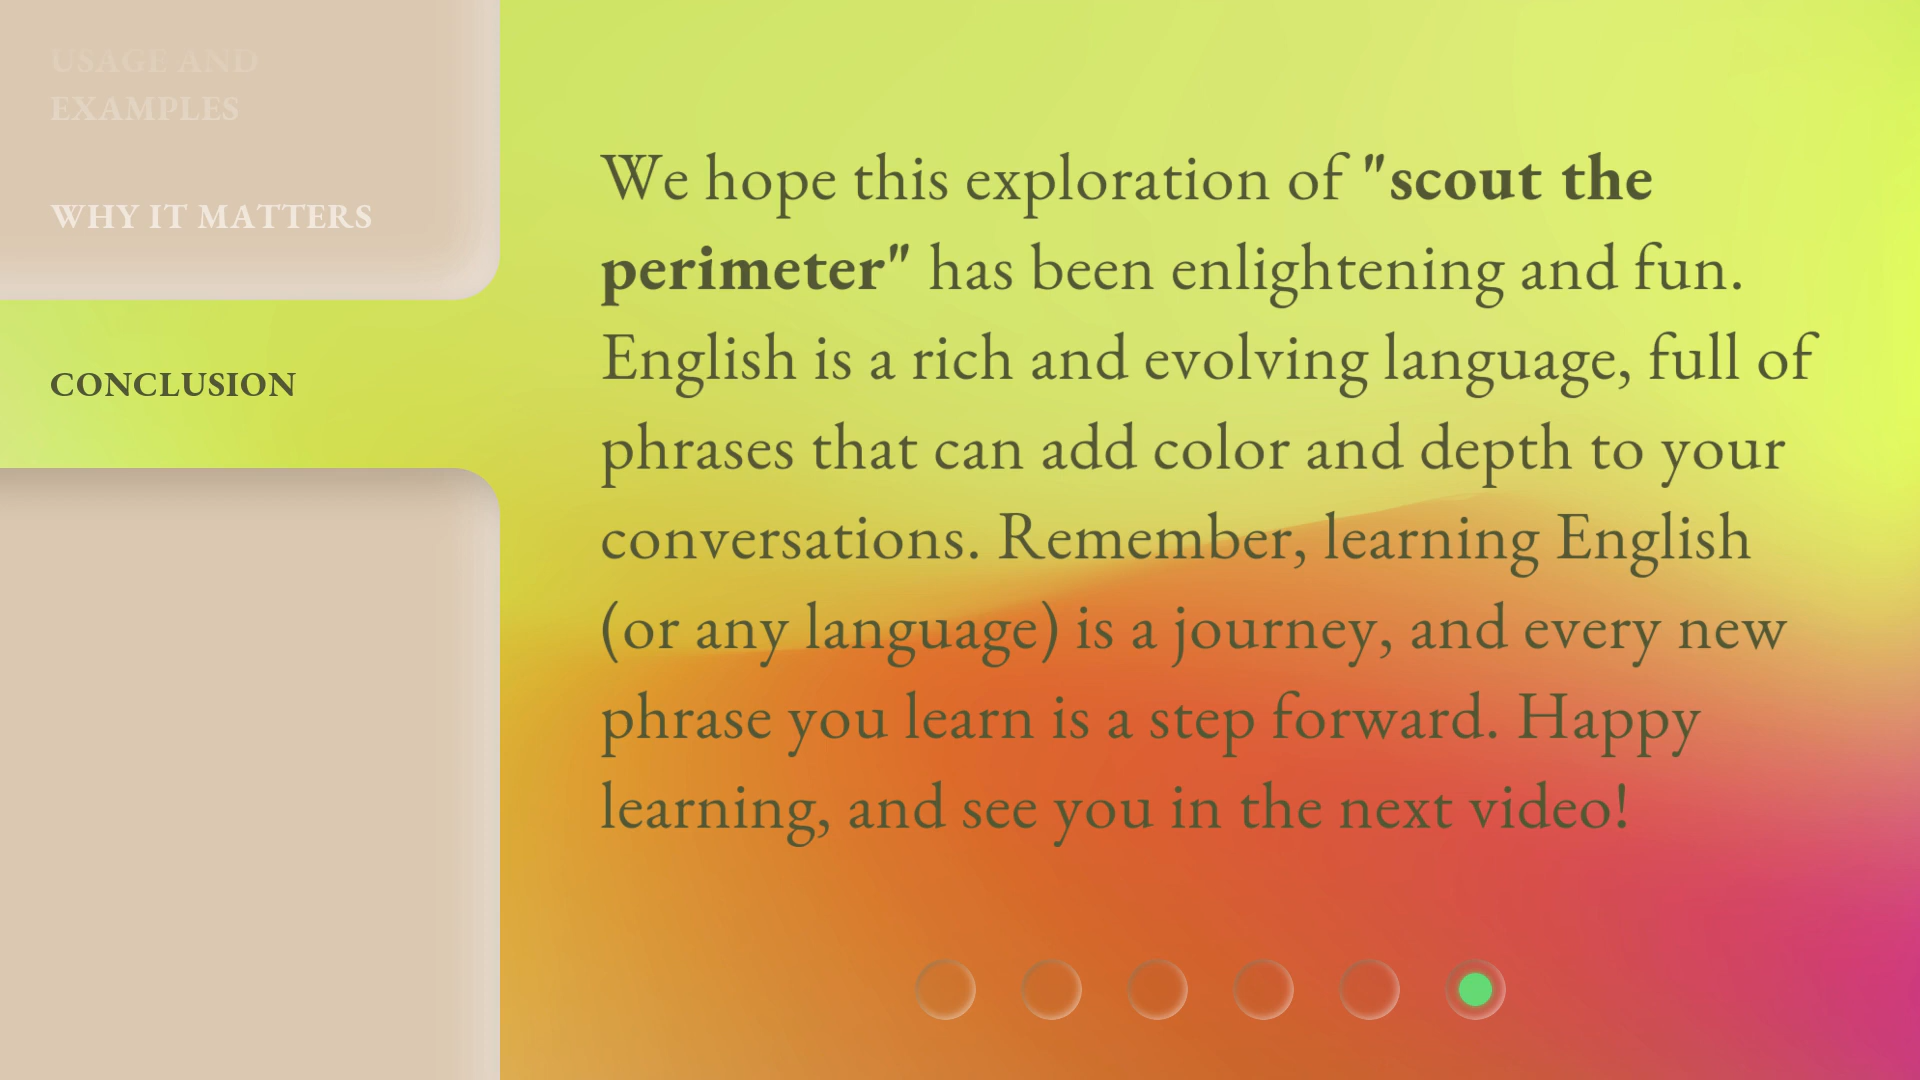 USAGE AND
EXAMPLES
WHY IT MATTERS
CONCLUSION
We hope this exploration of "scout the
perimeter" has been enlightening and fun.
English is a rich and evolving language, full of
phrases that can add color and depth to your
conversations. Remember, learning English
(or any language) is a journey, and every new
phrase you learn is a step forward. Happy
learning, and see you in the next video!